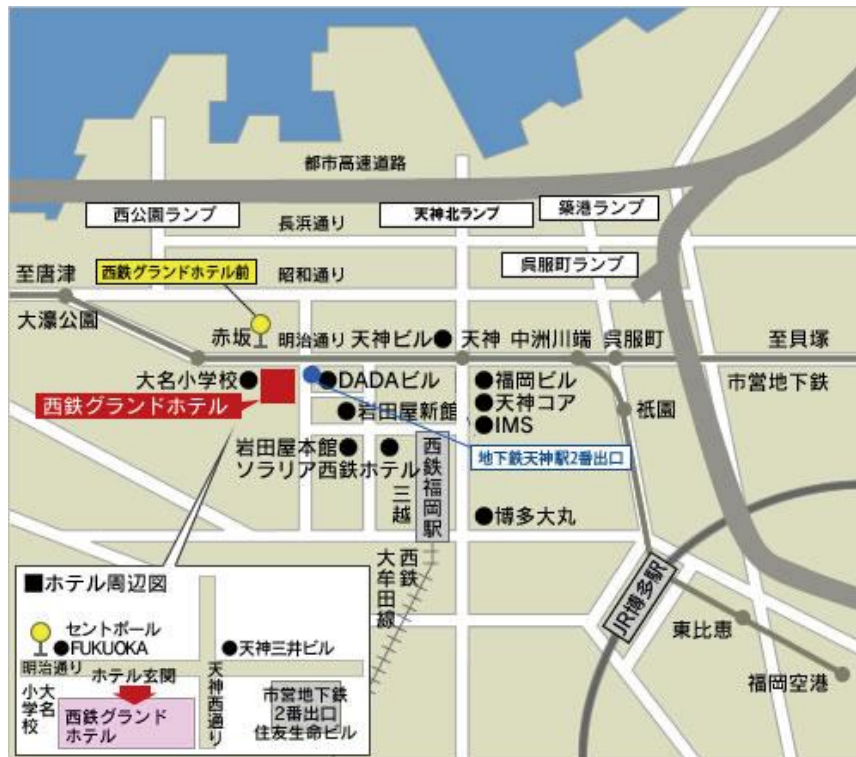 都市高速道路
西公園ランプ
天神北ランプ
築港ランプ
長浜通り
呉服町ランプ
至唐津
西鉄グランドホテル前
昭和通り
大濠公園
赤坂
明治通り
天神ビル●
天神
中洲川端
呉服町
至貝塚
大名小学校●
●DADAビル
●福岡ビル
市営地下鉄
西鉄グランドホテル
●岩田屋新館
●天神コア
祇園
●IMS
岩田屋本館●
地下鉄天神駅2番出口
ソラリア西鉄ホテル
西鉄福岡駅
三越
●博多大丸
西鉄
大牟田線
JR博多駅
東比恵
福岡空港
■ホテル周辺図
セントポール
●FUKUOKA
●天神三井ビル
明治通り
ホテル玄関
大名
小学校
西鉄グランド
ホテル
天神西通り
市営地下鉄
2番出口
住友生命ビル